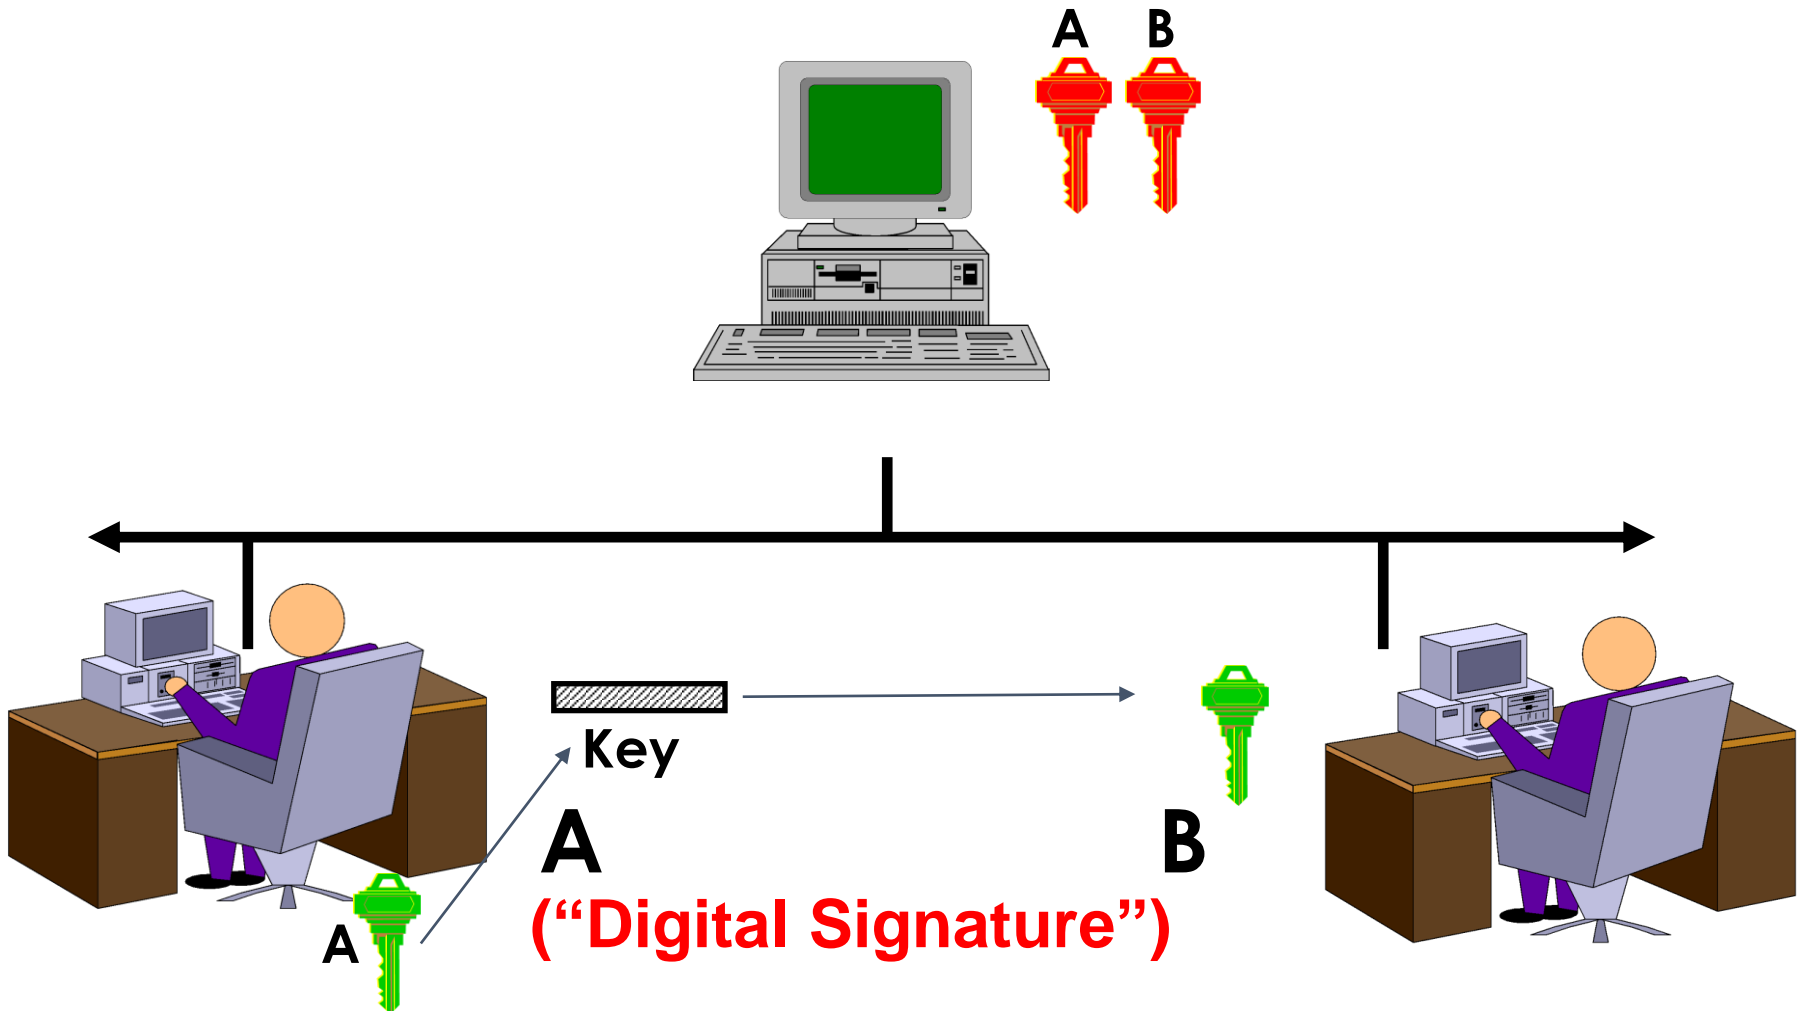 A B
Key
A B
(“Digital Signature”)
A